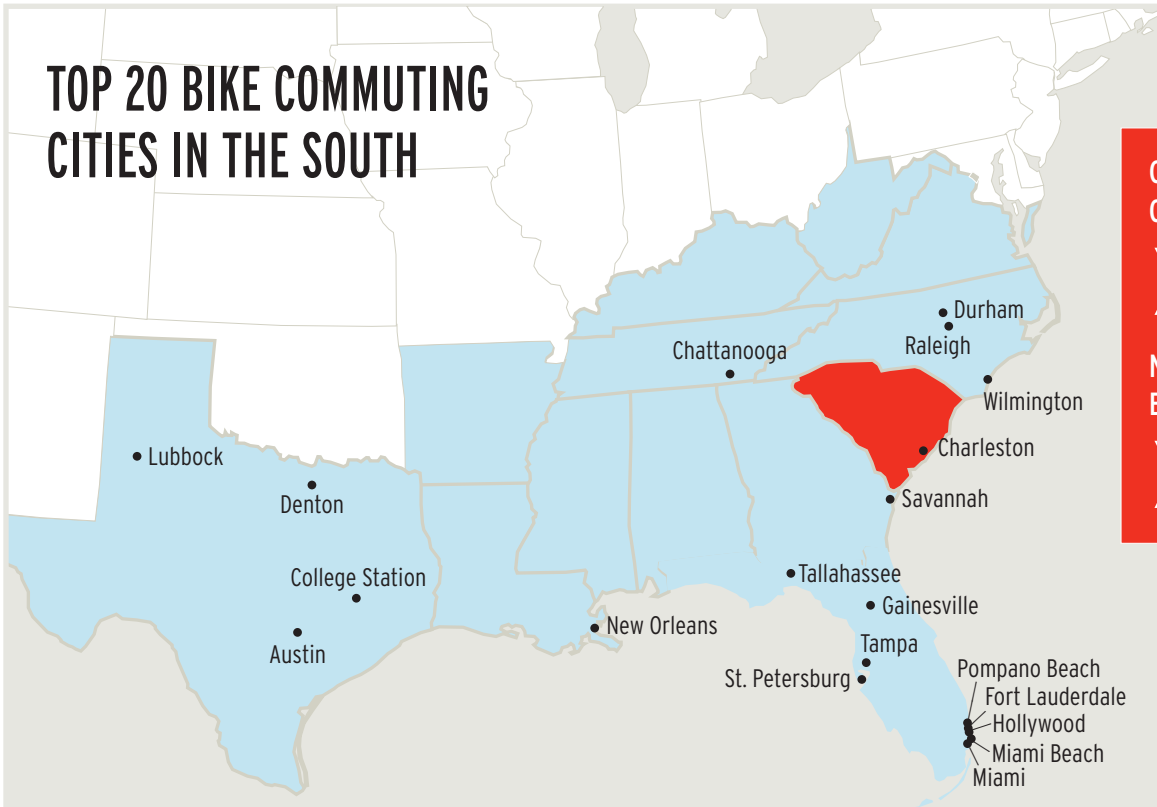 TOP 20 BIKE COMMUTING
CITIES IN THE SOUTH
Durham
Raleigh
Chattanooga
Wilmington
Charleston
Lubbock
Denton
Savannah
College Station
Tallahassee
Gainesville
New Orleans
Austin
Tampa
St. Petersburg
Pompano Beach
Fort Lauderdale
Hollywood
Miami Beach
Miami